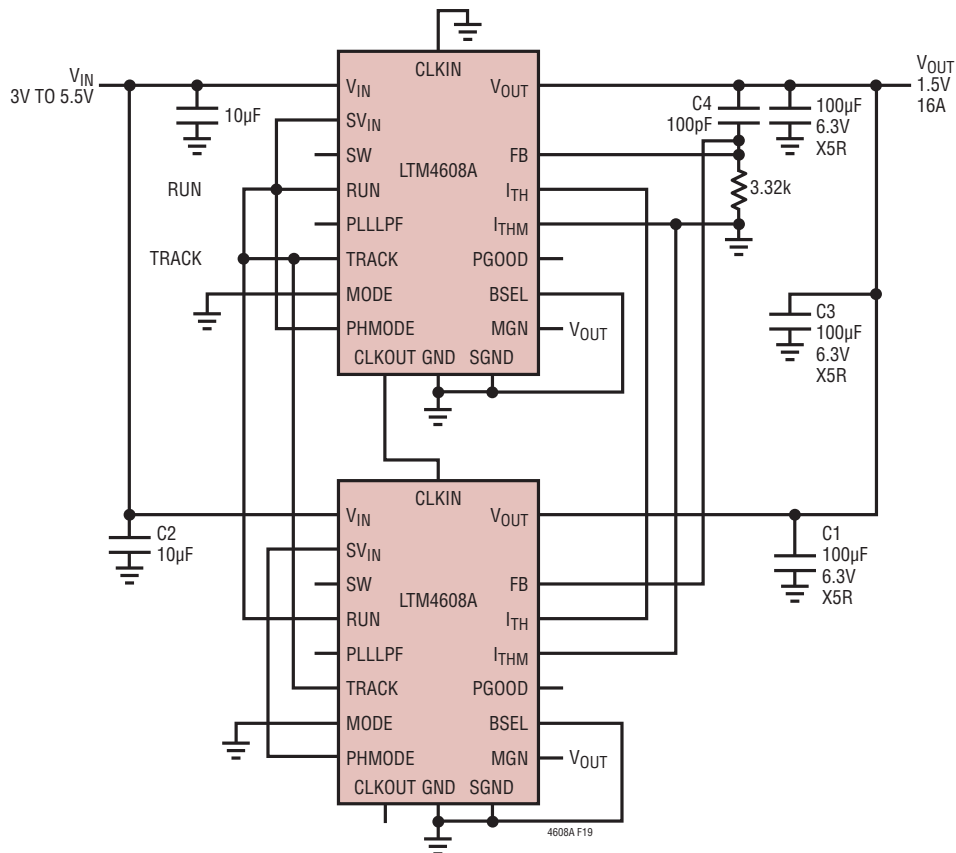 CLKIN
VIN
3V TO 5.5V
10µF
VIN
SVIN
SW
RUN
PLLLPF
TRACK
MODE
PHMODE
RUN
TRACK
LTM4608A
VOUT
FB
ITH
ITHM
PGOOD
BSEL
MGN
CLKOUT GND SGND
VOUT
C4
100pF
100µF
6.3V
X5R
VOUT
1.5V
16A
3.32k
C3
100µF
6.3V
X5R
CLKIN
C2
10µF
VIN
SVIN
SW
RUN
PLLLPF
TRACK
MODE
PHMODE
LTM4608A
VOUT
FB
ITH
ITHM
PGOOD
BSEL
MGN
CLKOUT GND SGND
VOUT
C1
100µF
6.3V
X5R
4608A F19